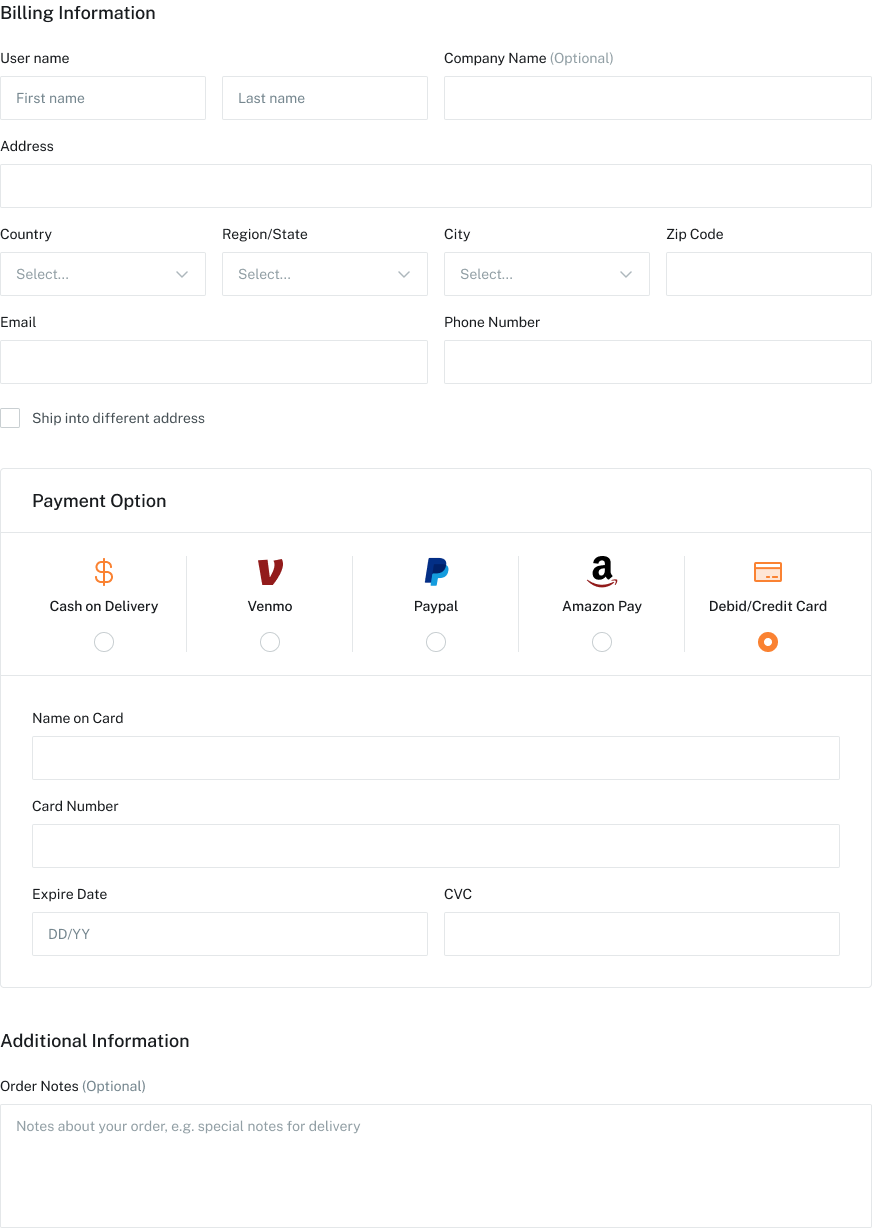 Billing Information
User name
Company Name (Optional)
First name
Last name
Address
Country
Region/State
City
Zip Code
Select...
Select...
Select...
Email
Phone Number
Ship into different address
Payment Option
Cash on Delivery
Venmo
Paypal
Amazon Pay
Debid/Credit Card
Name on Card
Card Number
Expire Date
CVC
DD/YY
Additional Information
Order Notes (Optional)
Notes about your order, e.g. special notes for delivery